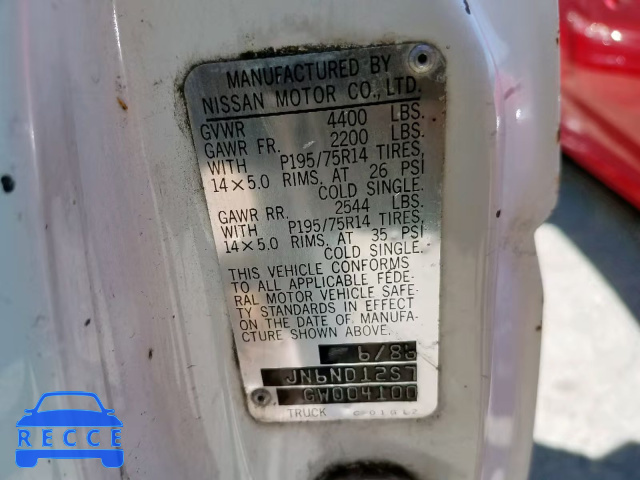 MANUFACTURED BY
NISSAN MOTOR CO., LTD.
GVWR 4400 LBS.
GAWR FR. 2200 LBS.
WITH P195/75R14 TIRES,
14×5.0 RIMS, AT 26 PSI
COLD SINGLE.
GAWR RR. 2544 LBS.
WITH P195/75R14 TIRES,
14×5.0 RIMS, AT 35 PSI
COLD SINGLE.
THIS VEHICLE CONFORMS
TO ALL APPLICABLE FEDE-
RAL MOTOR VEHICLE SAFE-
TY STANDARDS IN EFFECT
ON THE DATE OF MANUFA-
CTURE SHOWN ABOVE.
JN6ND12S7
GW004100
TRUCK
RECCE